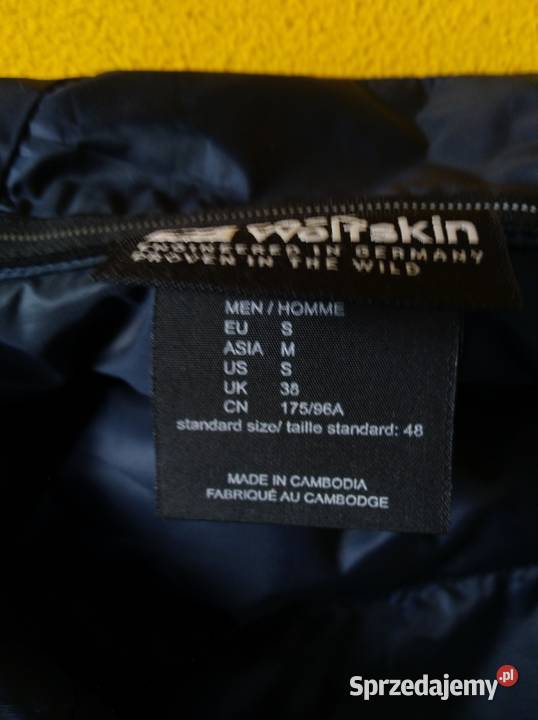 Wolfskin
ENGINEERED IN GERMANY
PROVEN IN THE WILD
MEN / HOMME
EU S
ASIA M
US S
UK 38
CN 175/96A
standard size/ taille standard: 48
MADE IN CAMBODIA
FABRIQUÉ AU CAMBODGE
Sprzedajemy.pl